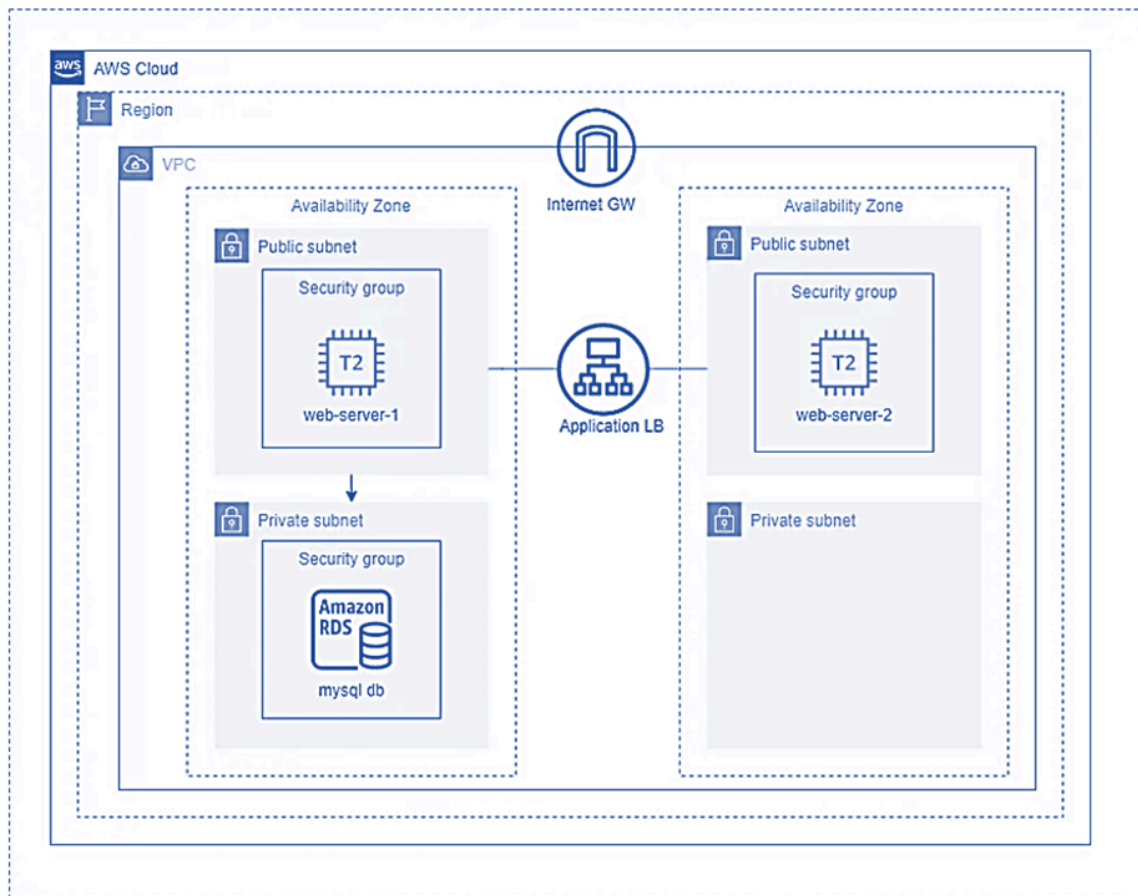 aws
AWS Cloud
Region
VPC
Internet GW
Availability Zone
Public subnet
Security group
T2
web-server-1
Private subnet
Security group
Amazon
RDS
mysql db
Application LB
Availability Zone
Public subnet
Security group
T2
web-server-2
Private subnet